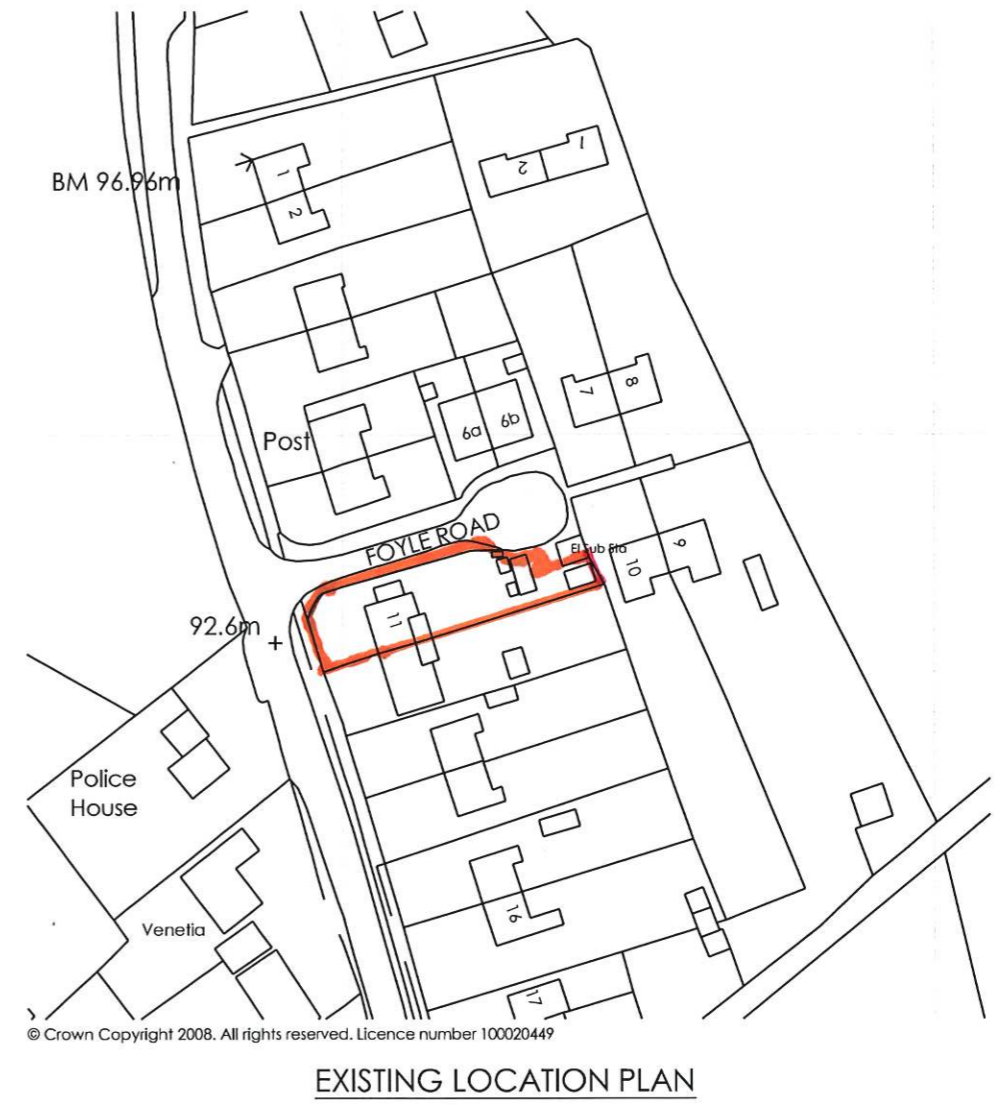 BM 96.96m
1
2
1
2
7
8
6a
6b
Post
FOYLE ROAD
El Sub Sta
9
10
11
92.6m
Police
House
Venetia
16
17
© Crown Copyright 2008. All rights reserved. Licence number 100020449
EXISTING LOCATION PLAN